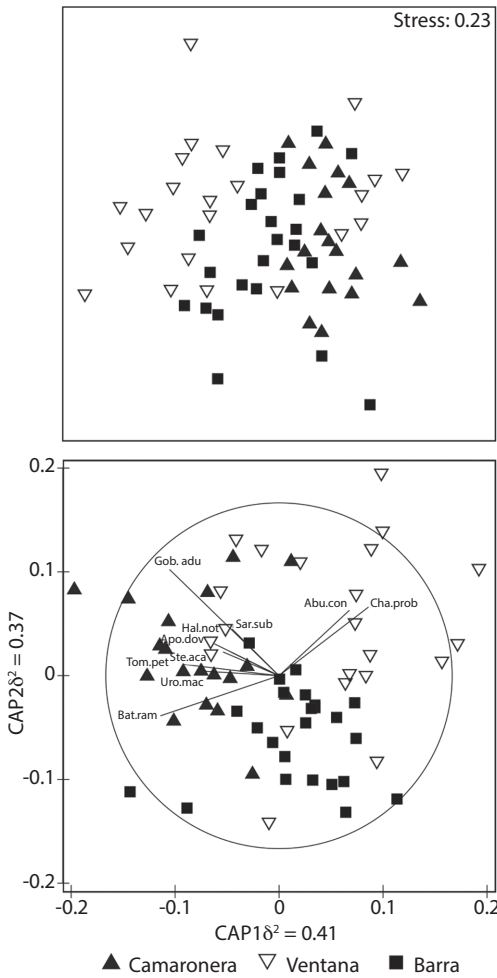 Stress: 0.23
0.2
Gob. adu
0.1
Abu.con
Cha.prob
Hal.not
Sar.sub
Apo.dov
Ste.aca
Tom.pet
CAP2δ² = 0.37
0
Uro.mac
Bat.ram
-0.1
-0.2
-0.2 -0.1 0 0.1 0.2
CAP1δ² = 0.41
Camaronera Ventana Barra